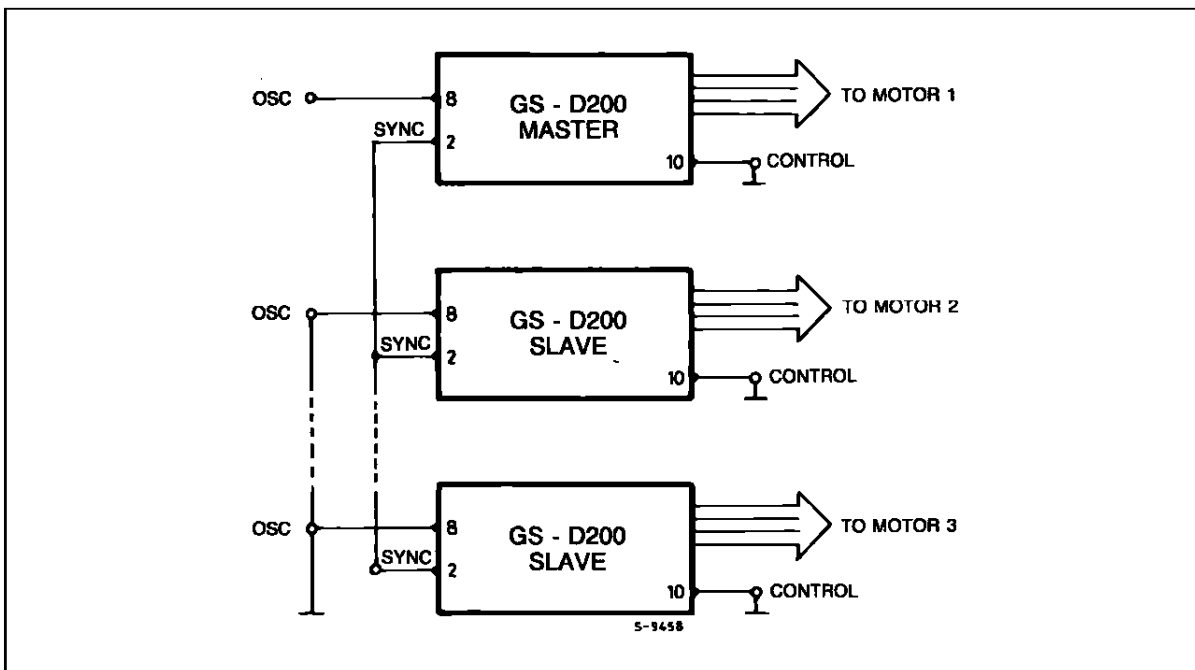 OSC
8
SYNC
2
GS - D200
MASTER
10
TO MOTOR 1
CONTROL
OSC
8
SYNC
2
GS - D200
SLAVE
10
TO MOTOR 2
CONTROL
OSC
8
SYNC
2
GS - D200
SLAVE
10
TO MOTOR 3
CONTROL
S-9458